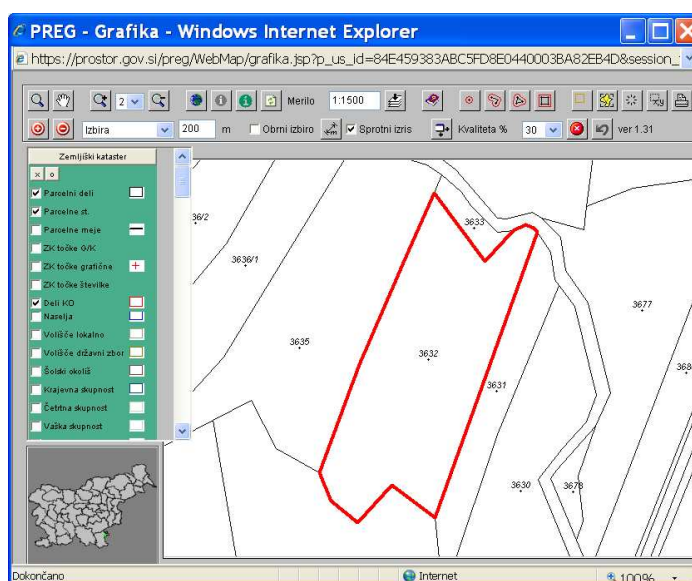 PREG - Grafika - Windows Internet Explorer
https://prostor.gov.si/preg/WebMap/grafika.jsp?p_us_id=84E459383ABC5FD8E0440003BA82EB4D&session_
2 Merilo 1:1500
Izbira 200 m Obrni izbiro Sprotni izris Kvaliteta % 30 ver 1.31
Zemljiški kataster
x o
Parcelni deli
Parcelne št.
Parcelne meje
ZK točke G/K
ZK točke grafične
ZK točke številke
Deli KO
Naselja
Volišče lokalno
Volišče državni zbor
Šolski okoliš
Krajevna skupnost
Četrtna skupnost
Vaška skupnost
36/2
3636/1
3635
3633
3632
3631
3630
3678
3677
368
Dokončano Internet 100%